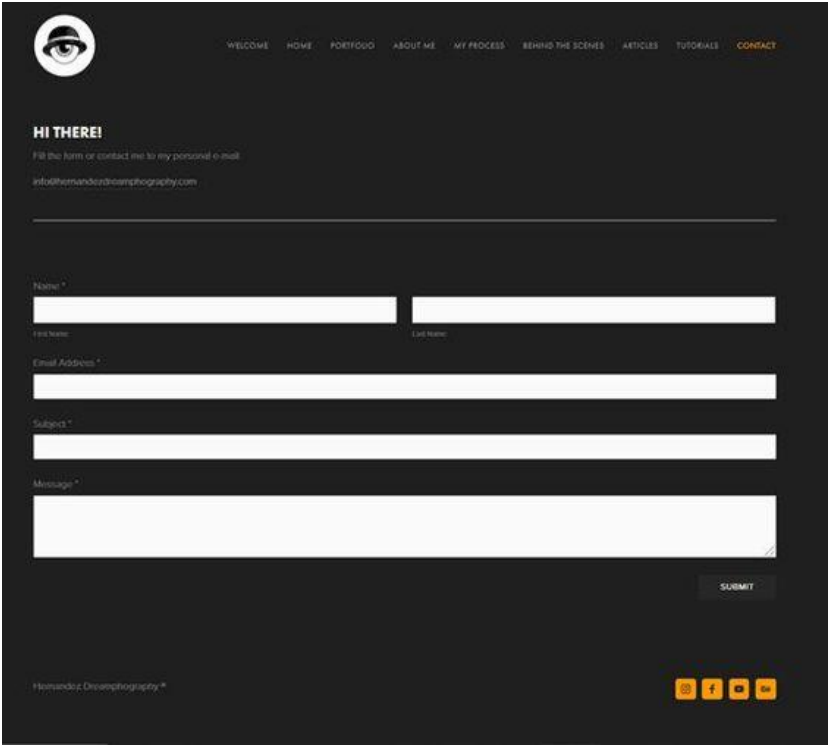 WELCOME HOME PORTFOLIO ABOUT ME MY PROCESS BEHIND THE SCENES ARTICLES TUTORIALS CONTACT
HI THERE!
Fill the form or contact me to my personal e-mail:
info@hernandezdreamphography.com
Name *
First Name Last Name
Email Address *
Subject *
Message *
SUBMIT
Hernandez Dreamphography ®
Bē